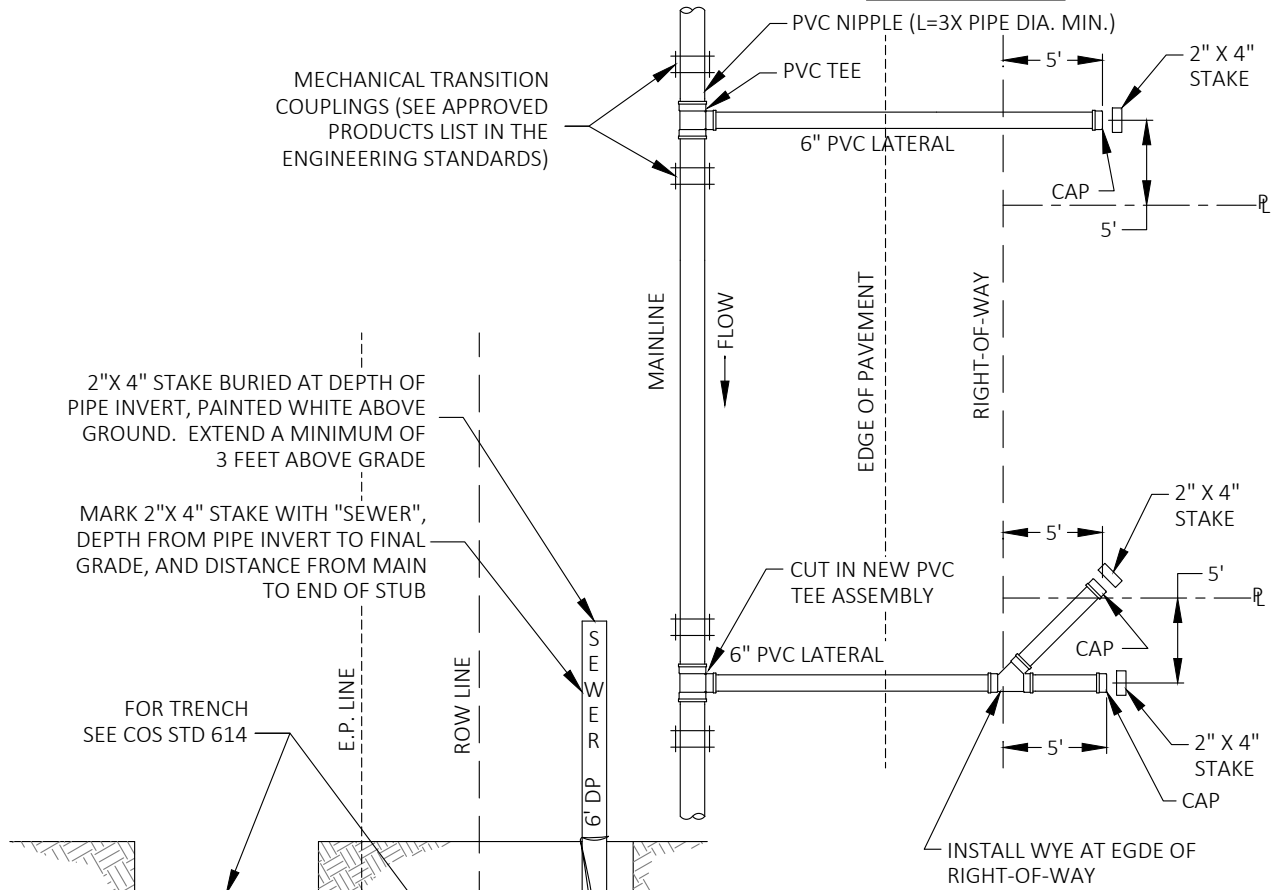 PVC NIPPLE (L=3X PIPE DIA. MIN.)
5'
2" X 4"
STAKE
MECHANICAL TRANSITION
COUPLINGS (SEE APPROVED
PRODUCTS LIST IN THE
ENGINEERING STANDARDS)
PVC TEE
6" PVC LATERAL
CAP
PL
5'
MAINLINE
FLOW
EDGE OF PAVEMENT
RIGHT-OF-WAY
2"X 4" STAKE BURIED AT DEPTH OF
PIPE INVERT, PAINTED WHITE ABOVE
GROUND.  EXTEND A MINIMUM OF
3 FEET ABOVE GRADE
MARK 2"X 4" STAKE WITH "SEWER",
DEPTH FROM PIPE INVERT TO FINAL
GRADE, AND DISTANCE FROM MAIN
TO END OF STUB
2" X 4"
STAKE
5'
5'
CUT IN NEW PVC
TEE ASSEMBLY
PL
CAP
6" PVC LATERAL
FOR TRENCH
SEE COS STD 614
E.P. LINE
ROW LINE
SEWER
6' DP
5'
2" X 4"
STAKE
CAP
INSTALL WYE AT EGDE OF
RIGHT-OF-WAY